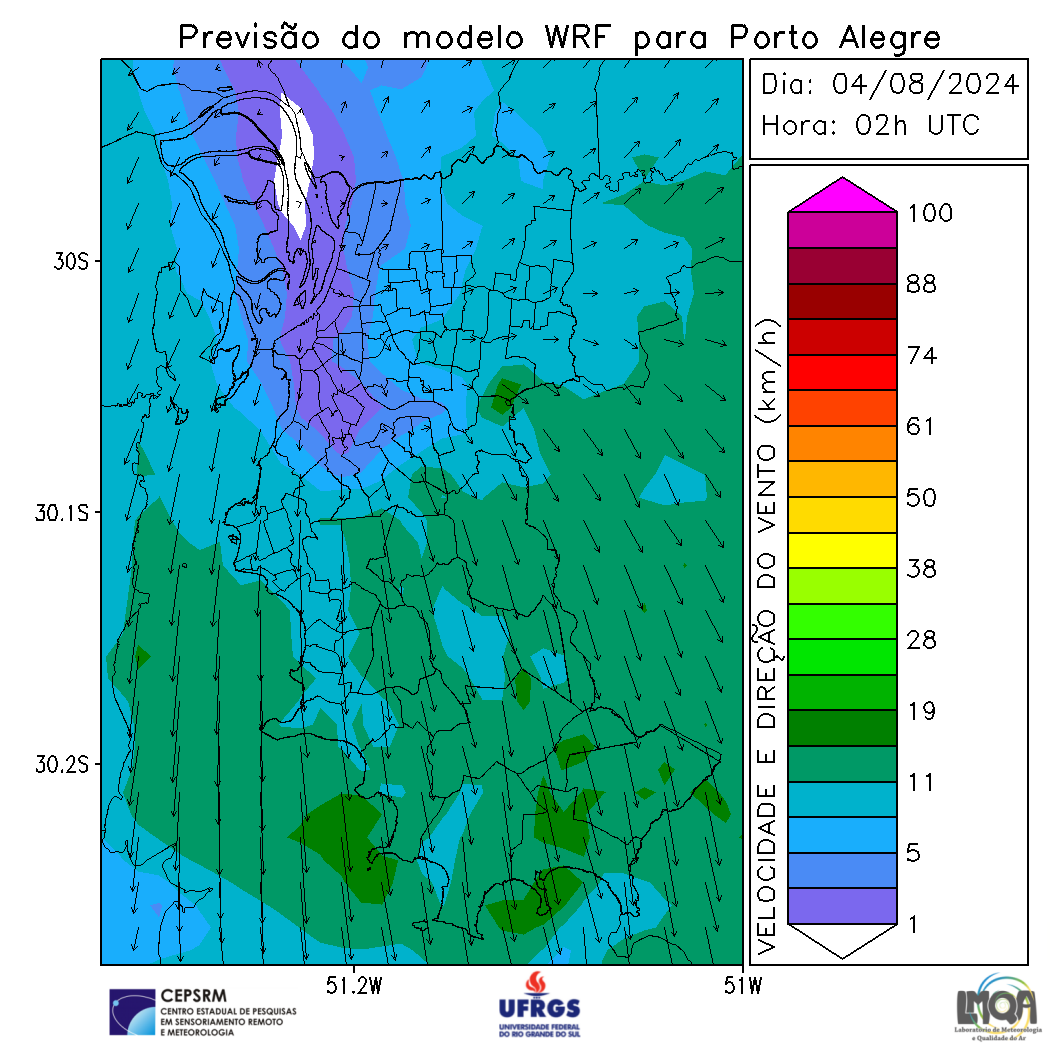 Previsão do modelo WRF para Porto Alegre
Dia: 04/08/2024
Hora: 02h UTC
30S
30.1S
30.2S
51.2W
51W
VELOCIDADE E DIREÇÃO DO VENTO (km/h)
100
88
74
61
50
38
28
19
11
5
1
CEPSRM
CENTRO ESTADUAL DE PESQUISAS
EM SENSORIAMENTO REMOTO
E METEOROLOGIA
UFRGS
UNIVERSIDADE FEDERAL
DO RIO GRANDE DO SUL
LMQA
Laboratório de Meteorologia
e Qualidade do Ar